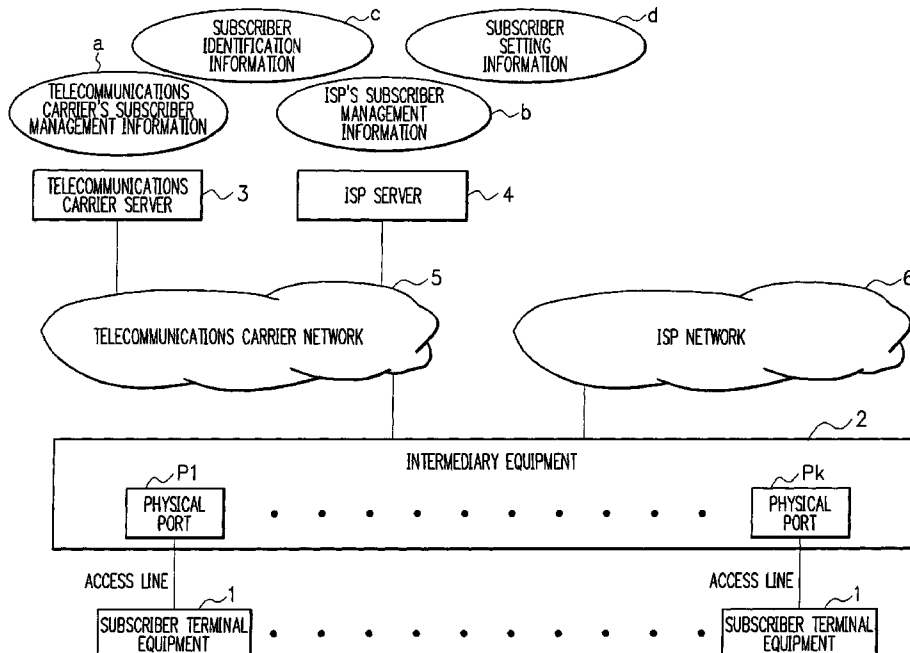 a
c
d
SUBSCRIBER
IDENTIFICATION
INFORMATION
SUBSCRIBER
SETTING
INFORMATION
TELECOMMUNICATIONS
CARRIER'S SUBSCRIBER
MANAGEMENT INFORMATION
ISP'S SUBSCRIBER
MANAGEMENT
INFORMATION
b
TELECOMMUNICATIONS
CARRIER SERVER
3
ISP SERVER
4
5
6
TELECOMMUNICATIONS CARRIER NETWORK
ISP NETWORK
2
INTERMEDIARY EQUIPMENT
P1
Pk
PHYSICAL
PORT
PHYSICAL
PORT
ACCESS LINE
ACCESS LINE
1
1
SUBSCRIBER TERMINAL
EQUIPMENT
SUBSCRIBER TERMINAL
EQUIPMENT